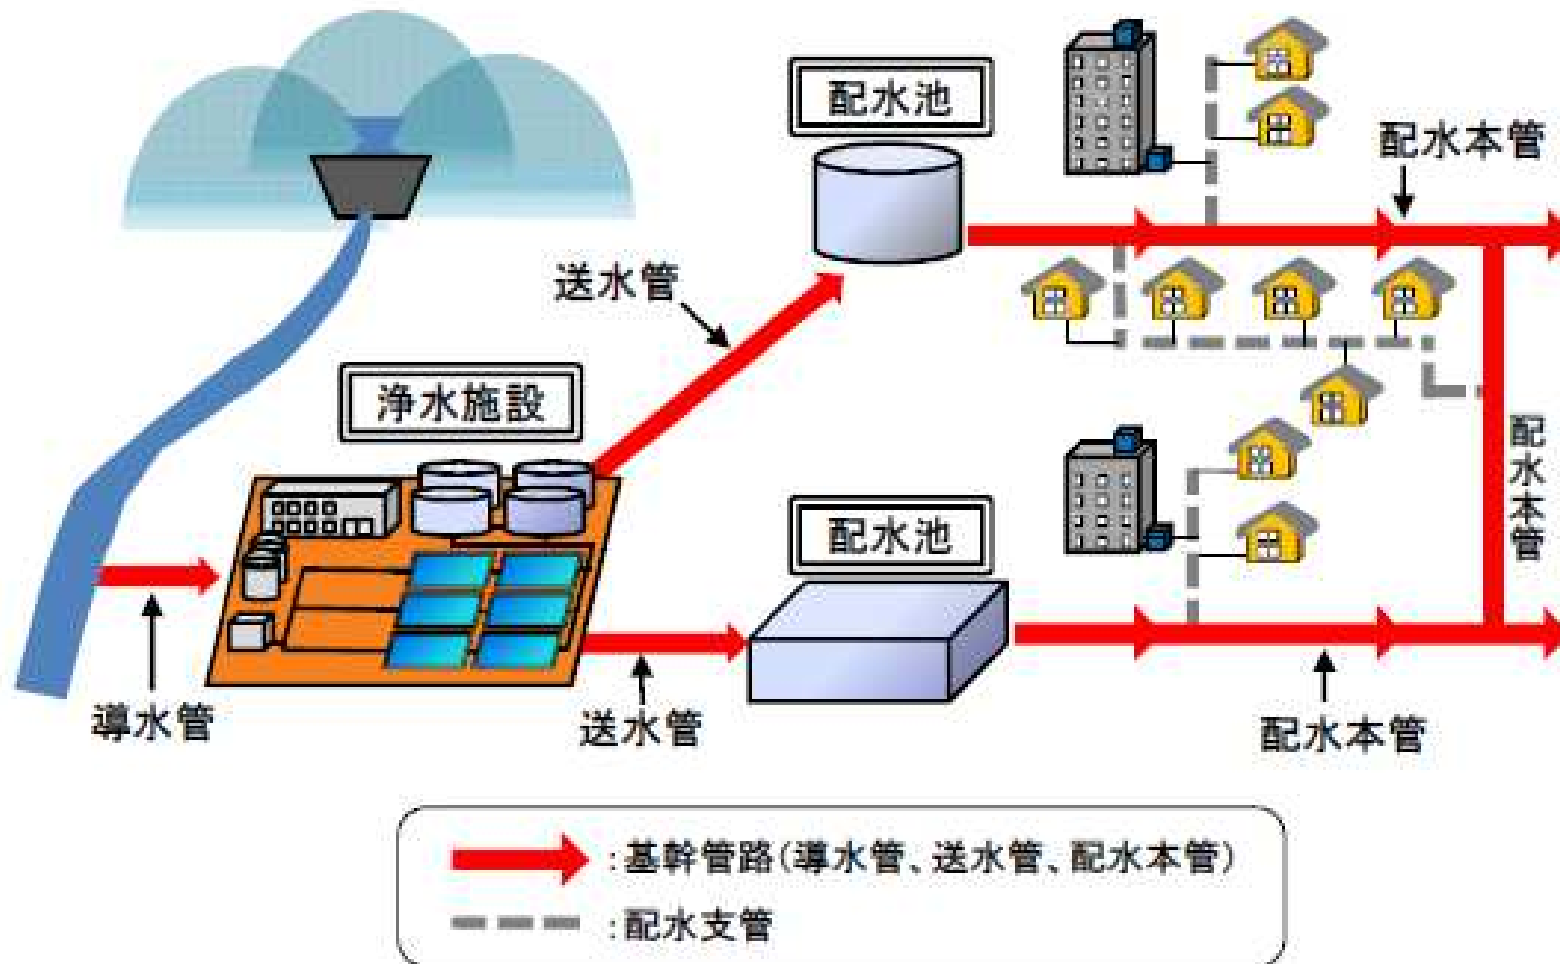 配水池
配水本管
送水管
浄水施設
配水本管
配水池
導水管
送水管
配水本管
:基幹管路(導水管、送水管、配水本管)
:配水支管